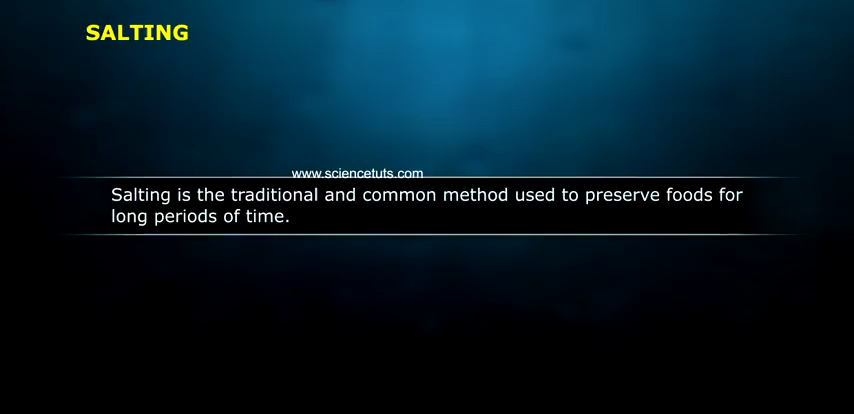 SALTING
www.sciencetuts.com
Salting is the traditional and common method used to preserve foods for
long periods of time.